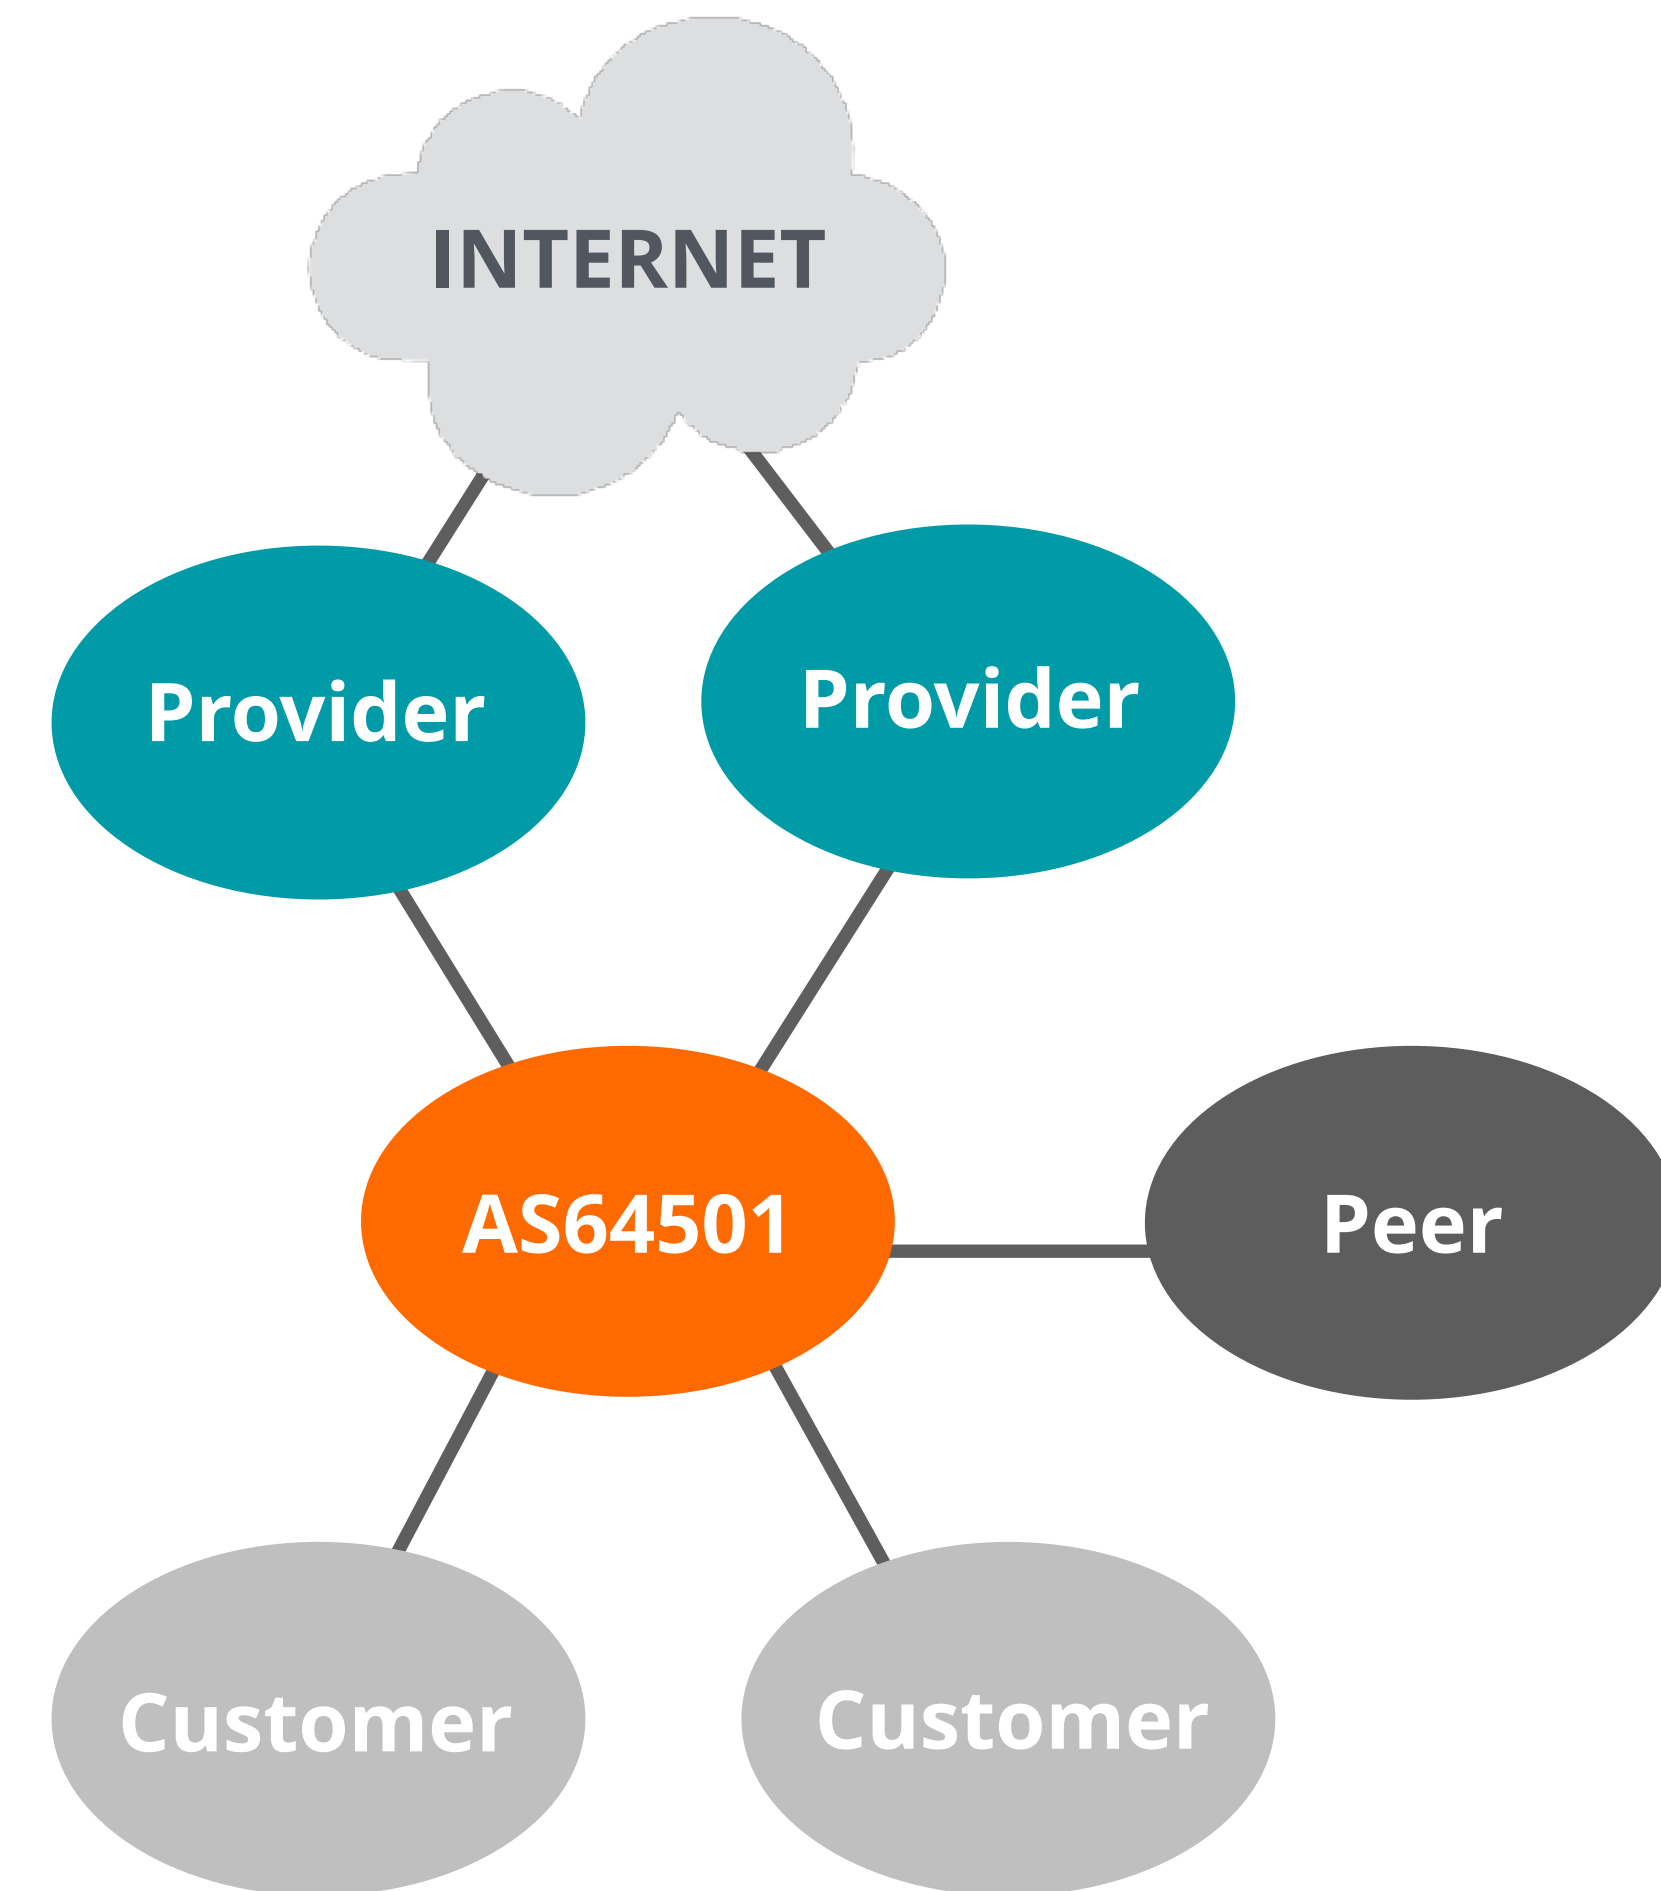 INTERNET
Provider
Provider
AS64501
Peer
Customer
Customer